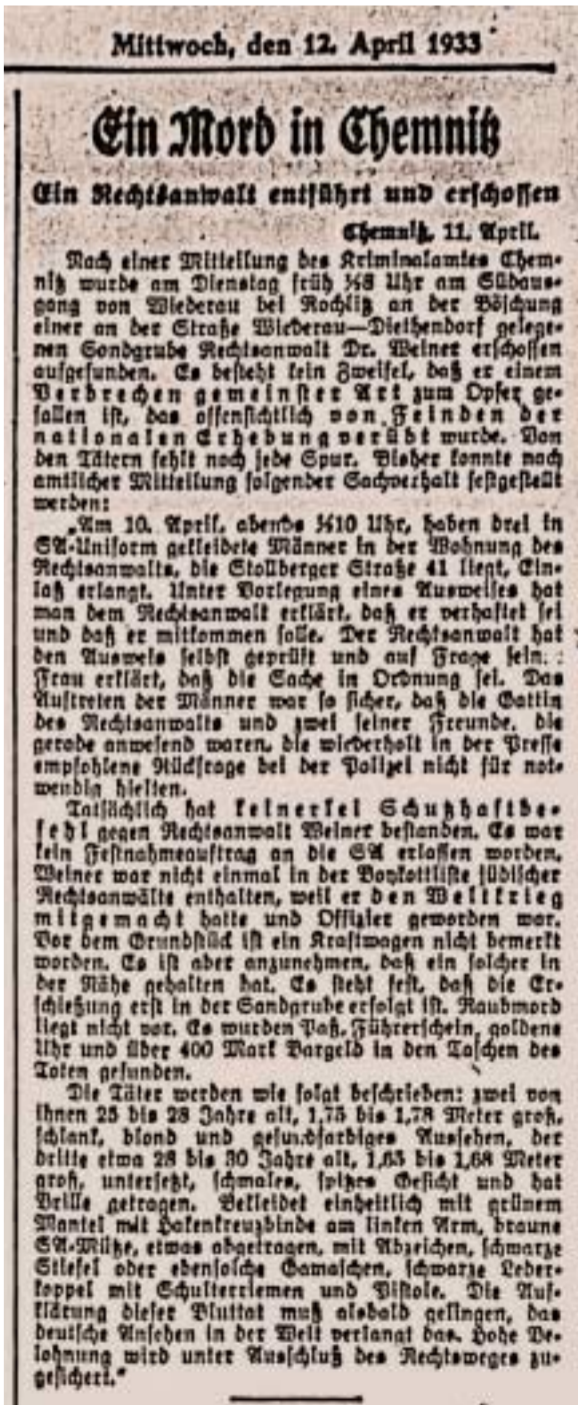 Mittwoch, den 12. April 1933
Ein Mord in Chemnitz
Ein Rechtsanwalt entführt und erschossen
Chemnitz, 11. April.
Nach einer Mitteilung des Kriminalamtes Chem-
nitz wurde am Dienstag früh ½8 Uhr am Südaus-
gang von Wiederau bei Rochlitz an der Böschung
einer an der Straße Wiederau—Diethendorf gelege-
nen Sandgrube Rechtsanwalt Dr. Weiner erschossen
aufgefunden. Es besteht kein Zweifel, daß er einem
Verbrechen gemeinster Art zum Opfer ge-
fallen ist, das offensichtlich von Feinden der
nationalen Erhebung verübt wurde. Von
den Tätern fehlt noch jede Spur. Bisher konnte nach
amtlicher Mitteilung folgender Sachverhalt festgestellt
werden:
„Am 10. April, abends ½10 Uhr, haben drei in
SA-Uniform gekleidete Männer in der Wohnung des
Rechtsanwalts, die Stollberger Straße 41 liegt, Ein-
laß erlangt. Unter Vorlegung eines Ausweises hat
man dem Rechtsanwalt erklärt, daß er verhaftet sei
und daß er mitkommen solle. Der Rechtsanwalt hat
den Ausweis selbst geprüft und auf Frage sein
Frau erklärt, daß die Sache in Ordnung sei. Das
Auftreten der Männer war so sicher, daß die Gattin
des Rechtsanwalts und zwei seiner Freunde, die
gerade anwesend waren, die wiederholt in der Presse
empfohlene Rückfrage bei der Polizei nicht für not-
wendig hielten.
Tatsächlich hat keinerlei Schutzhaftbe-
fehl gegen Rechtsanwalt Weiner bestanden. Es war
kein Festnahmeauftrag an die SA erlassen worden.
Weiner war nicht einmal in der Boykottliste jüdischer
Rechtsanwälte enthalten, weil er den Weltkrieg
mitgemacht hatte und Offizier geworden war.
Vor dem Grundstück ist ein Kraftwagen nicht bemerkt
worden. Es ist aber anzunehmen, daß ein solcher in
der Nähe gehalten hat. Es steht fest, daß die Er-
schießung erst in der Sandgrube erfolgt ist. Raubmord
liegt nicht vor. Es wurden Paß, Führerschein, goldene
Uhr und über 400 Mark Bargeld in den Taschen des
Toten gefunden.
Die Täter werden wie folgt beschrieben: zwei von
ihnen 25 bis 28 Jahre alt, 1,75 bis 1,78 Meter groß,
schlank, blond und gesundfarbiges Aussehen, der
dritte etwa 28 bis 30 Jahre alt, 1,65 bis 1,68 Meter
groß, untersetzt, schmales, spitzes Gesicht und hat
Brille getragen. Bekleidet einheitlich mit grünem
Mantel mit Hakenkreuzbinde am linken Arm, braune
SA-Mütze, etwas abgetragen, mit Abzeichen, schwarze
Stiefel oder ebensolche Gamaschen, schwarze Leder-
koppel mit Schulterriemen und Pistole. Die Auf-
klärung dieser Bluttat muß alsbald gelingen, das
deutsche Ansehen in der Welt verlangt das. Hohe Be-
lohnung wird unter Ausschluß des Rechtsweges zu-
gesichert."